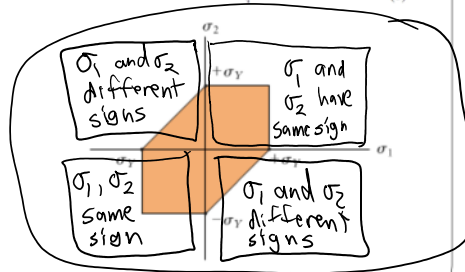 σ₂
σ₁ and σ₂
different
signs
+σY
σ₁ and
σ₂ have
same sign
σ₁
σY
+σY
σ₁, σ₂
same
sign
σ₁ and σ₂
different
signs
−σY